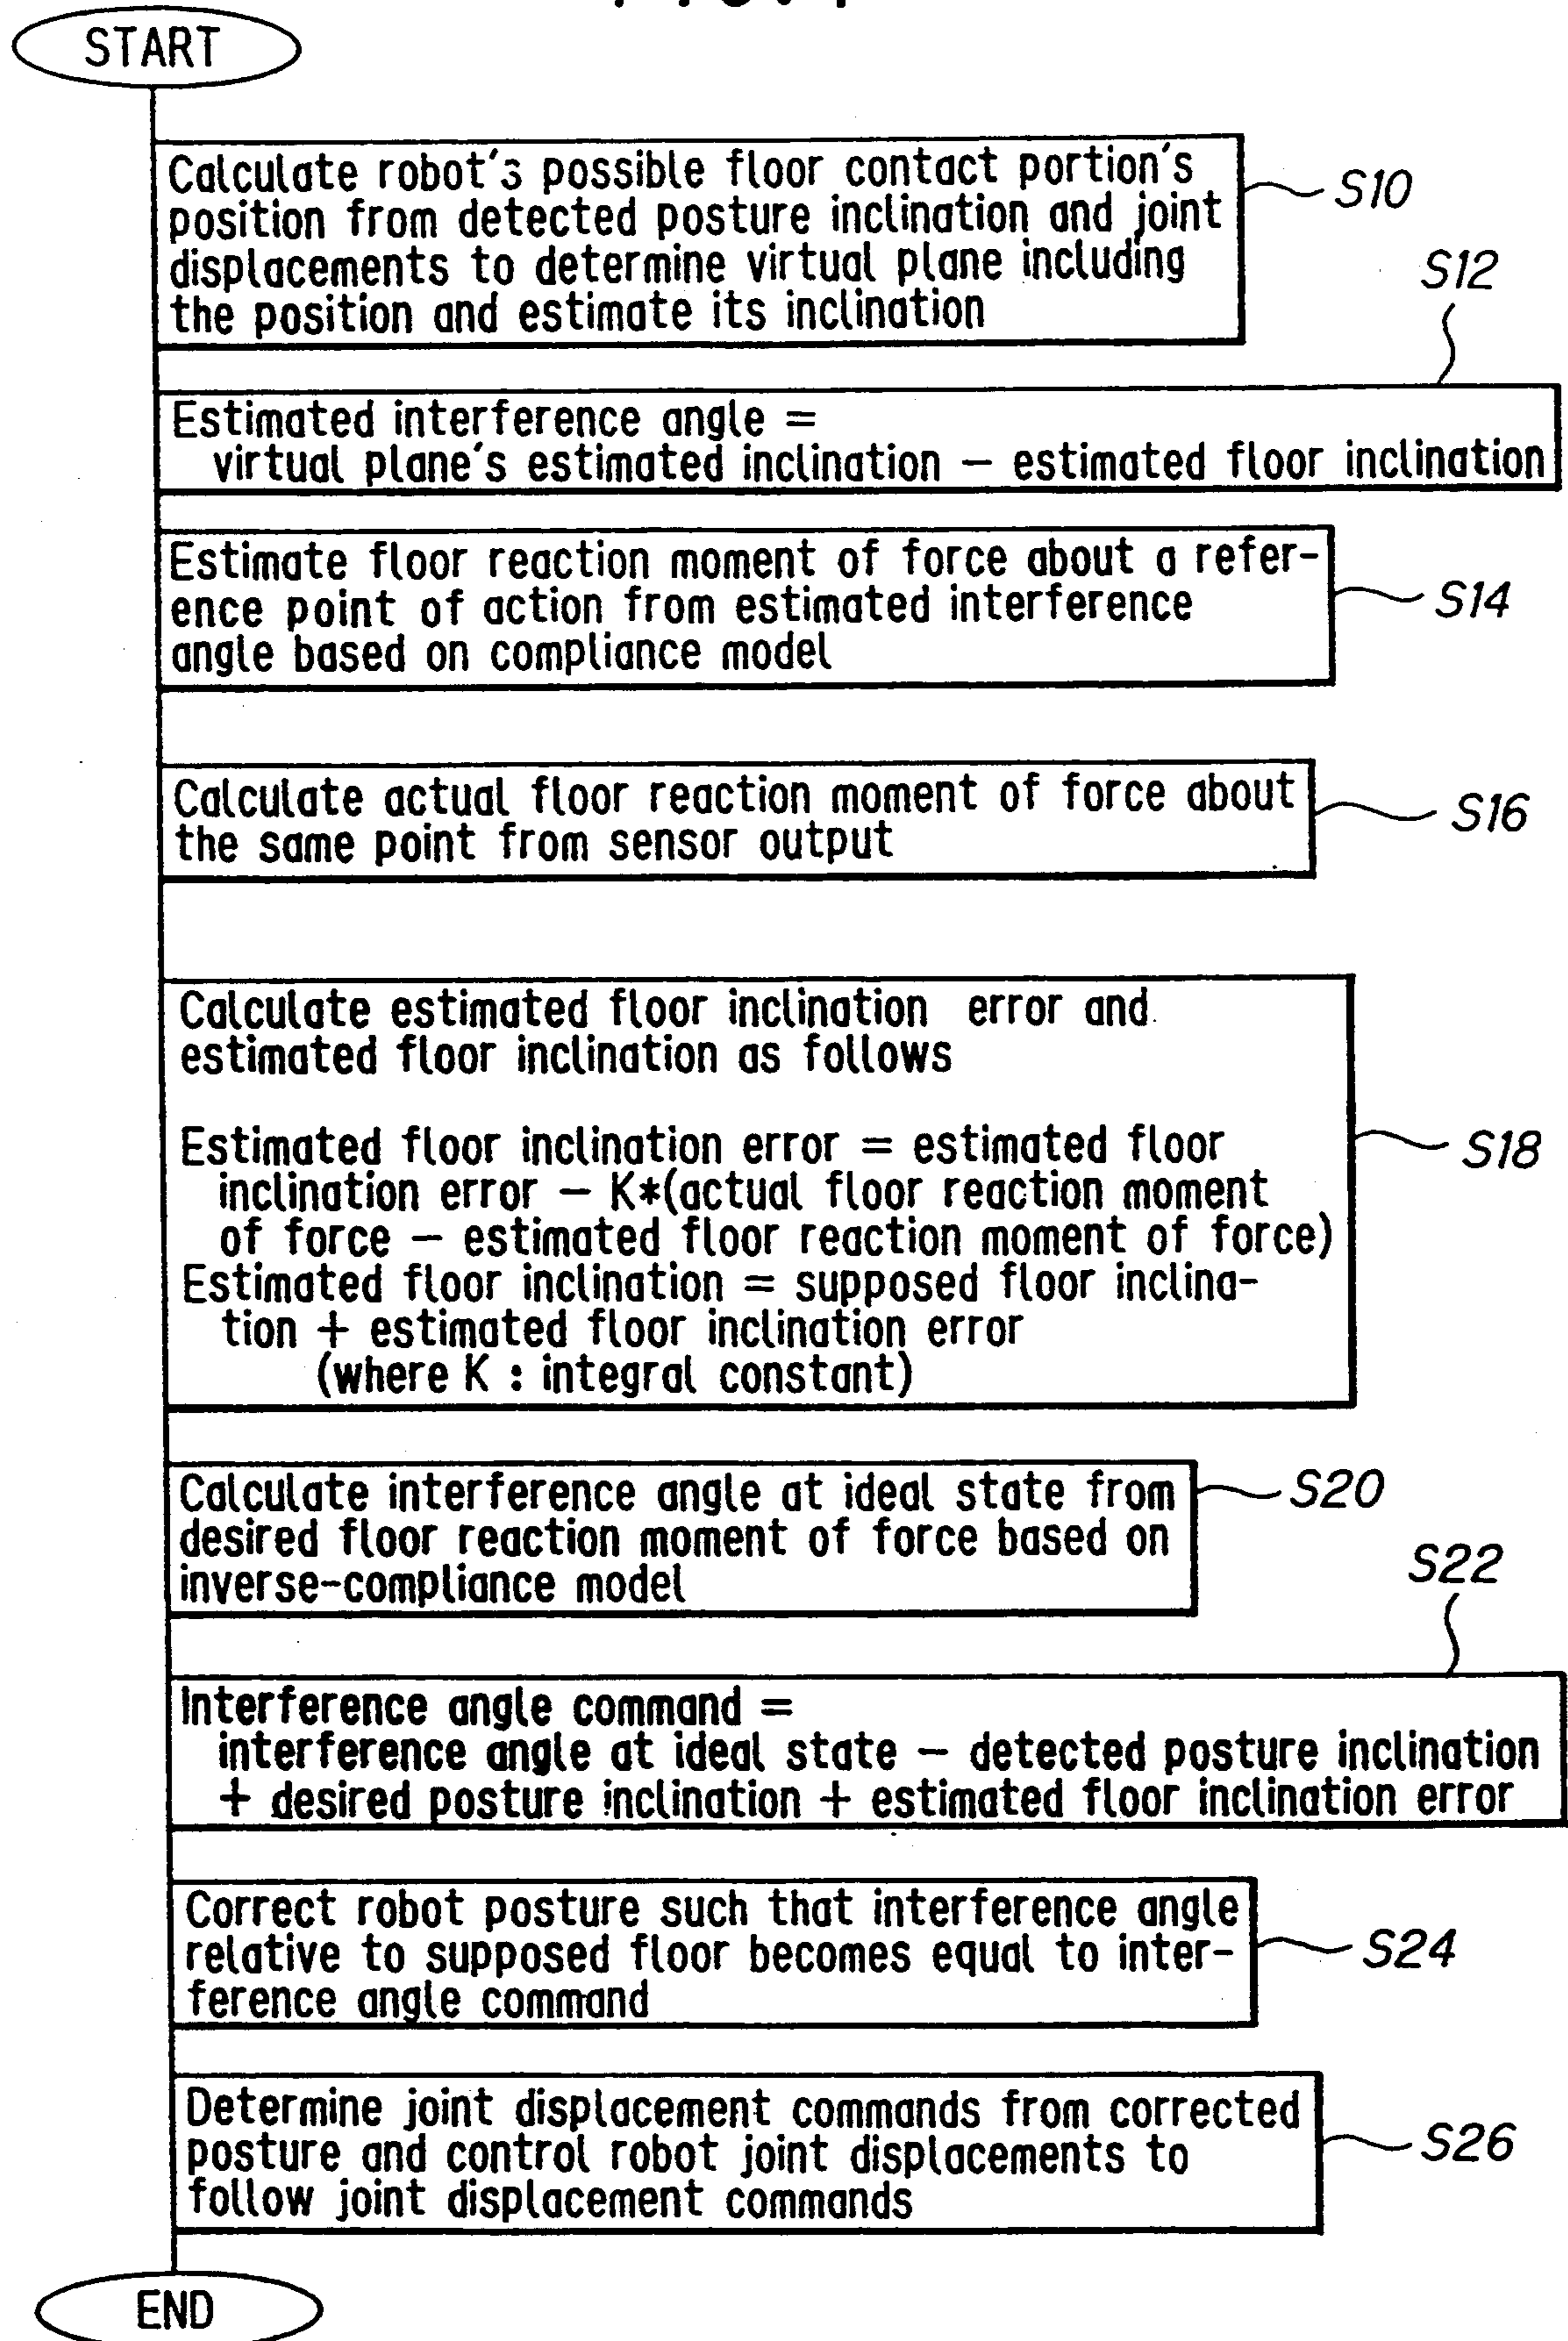 START
Calculate robot's possible floor contact portion's
position from detected posture inclination and joint
displacements to determine virtual plane including
the position and estimate its inclination
S10
S12
Estimated interference angle =
virtual plane's estimated inclination – estimated floor inclination
Estimate floor reaction moment of force about a refer-
ence point of action from estimated interference
angle based on compliance model
S14
Calculate actual floor reaction moment of force about
the same point from sensor output
S16
Calculate estimated floor inclination error and
estimated floor inclination as follows
Estimated floor inclination error = estimated floor
inclination error – K*(actual floor reaction moment
of force – estimated floor reaction moment of force)
Estimated floor inclination = supposed floor inclina-
tion + estimated floor inclination error
(where K : integral constant)
S18
Calculate interference angle at ideal state from
desired floor reaction moment of force based on
inverse-compliance model
S20
S22
Interference angle command =
interference angle at ideal state – detected posture inclination
+ desired posture inclination + estimated floor inclination error
Correct robot posture such that interference angle
relative to supposed floor becomes equal to inter-
ference angle command
S24
Determine joint displacement commands from corrected
posture and control robot joint displacements to
follow joint displacement commands
S26
END